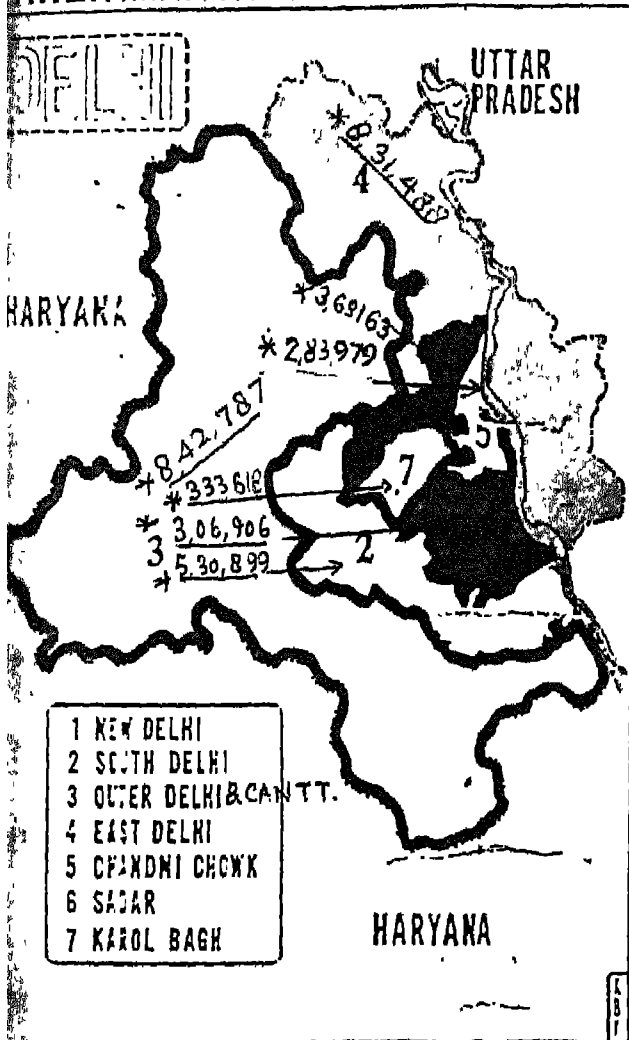 DELHI
UTTAR
PRADESH
* 8,31,488
4
HARYANA
* 3,69163
* 2,83,979
5
* 8,42,787
7
* 333618
* 3,06,906
3
2
* 5,30,899
1 NEW DELHI
2 SOUTH DELHI
3 OUTER DELHI & CANTT.
4 EAST DELHI
5 CHANDNI CHOWK
6 SADAR
7 KAROL BAGH
HARYANA